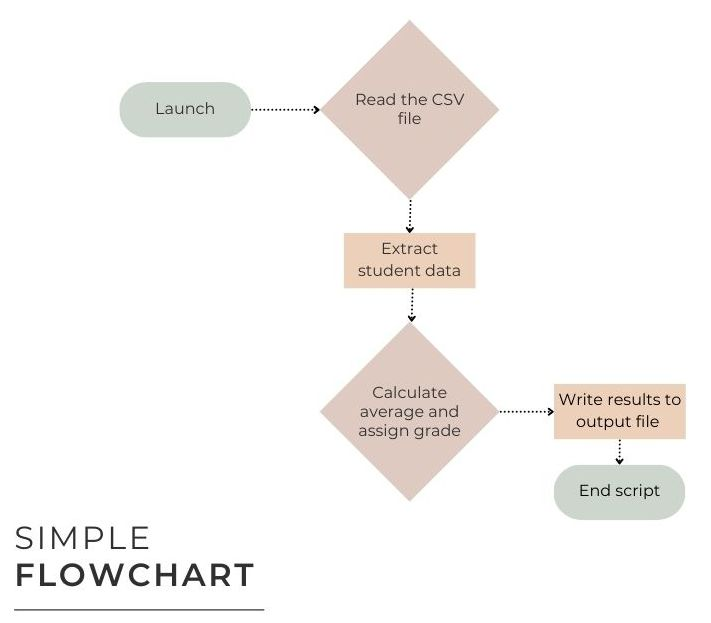 Launch
Read the CSV
file
Extract
student data
Calculate
average and
assign grade
Write results to
output file
End script
SIMPLE
FLOWCHART